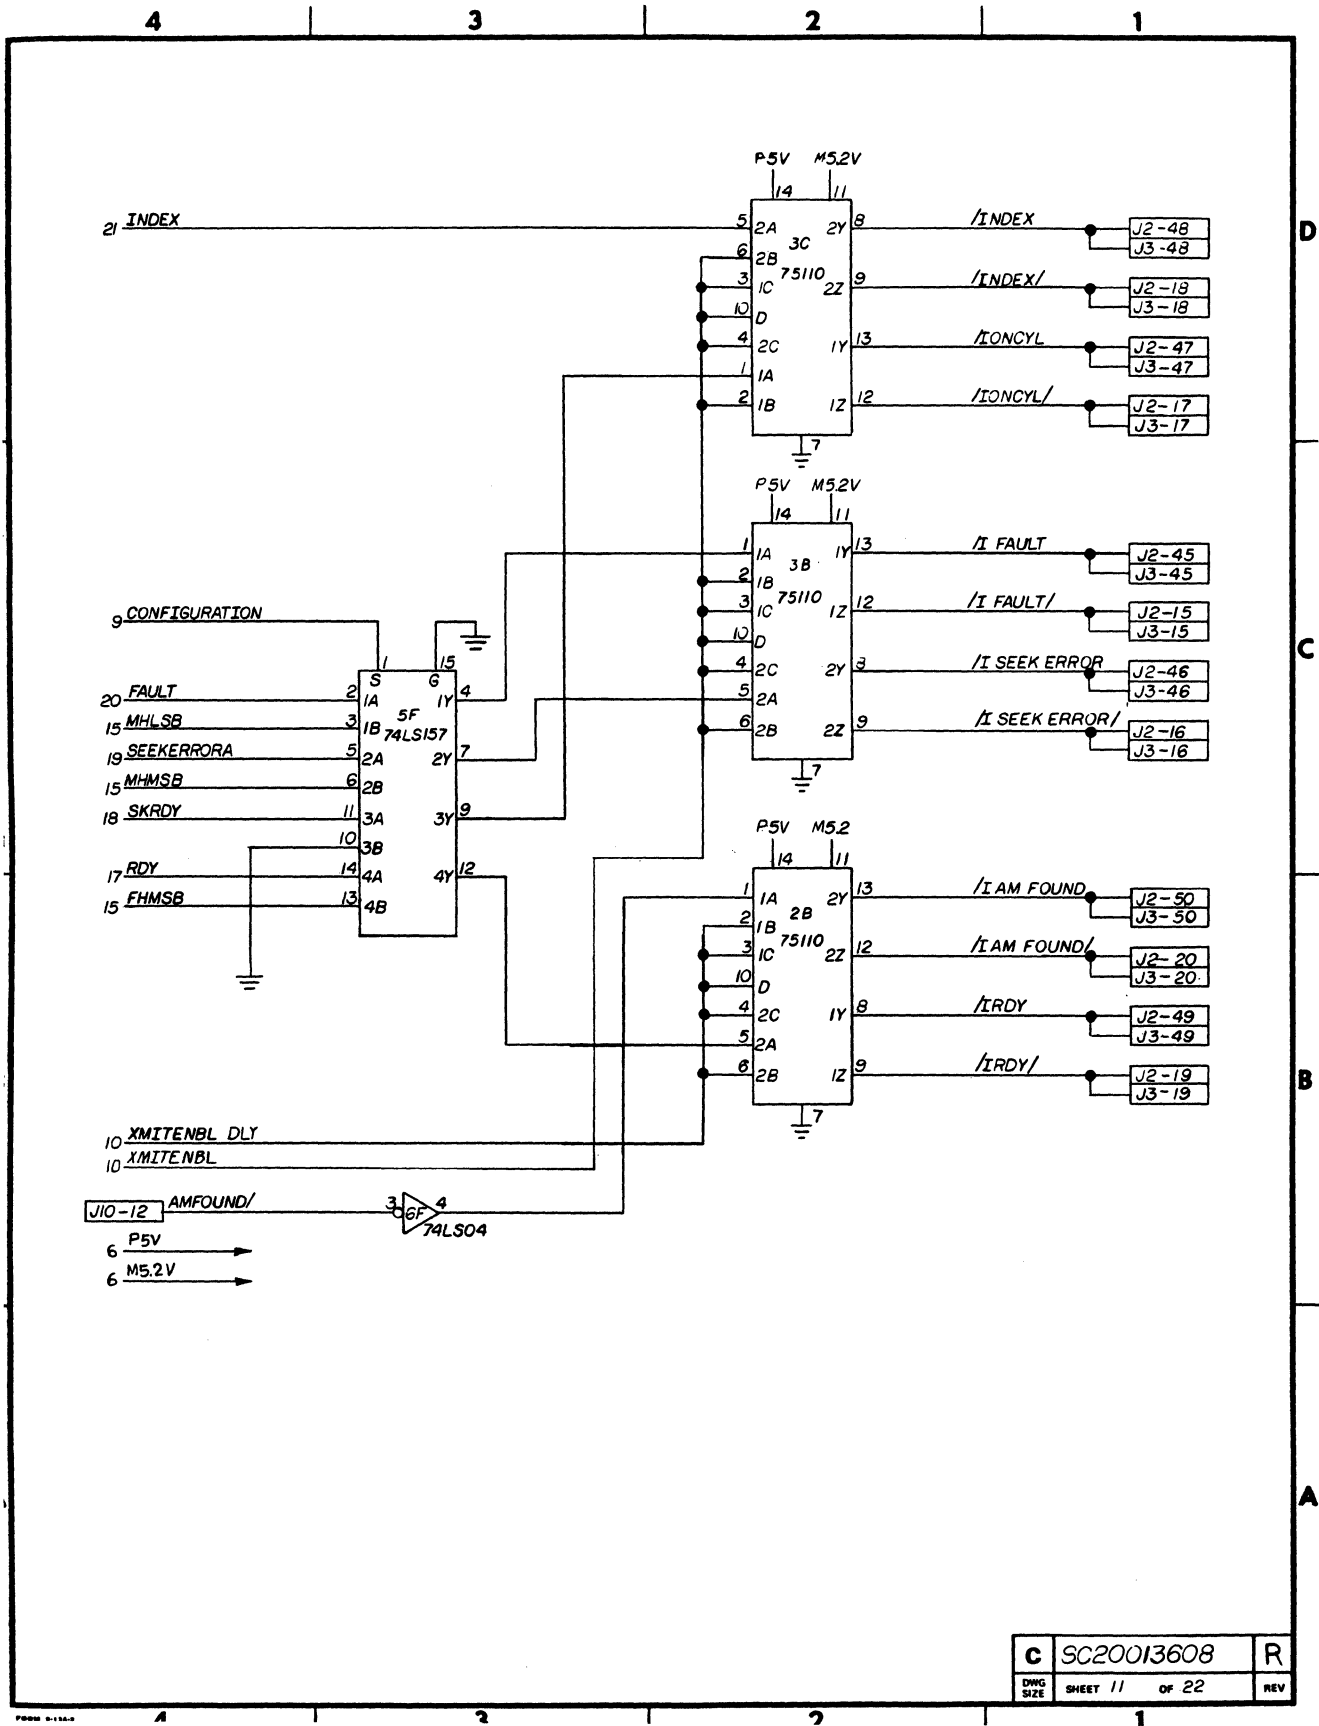 4 3 2 1
P5V M5.2V
14 11
21 INDEX 5 2A 3C 2Y 8 /INDEX J2-48
J3-48
6 2B 75110
3 1C 2Z 9 /INDEX/ J2-18
J3-18
10 D
4 2C 1Y 13 /IONCYL J2-47
J3-47
1 1A
2 1B 1Z 12 /IONCYL/ J2-17
J3-17
7
D
P5V M5.2V
14 11
1 1A 3B 1Y 13 /I FAULT J2-45
J3-45
2 1B 75110
3 1C 1Z 12 /I FAULT/ J2-15
J3-15
10 D
4 2C 2Y 8 /I SEEK ERROR J2-46
J3-46
5 2A
6 2B 2Z 9 /I SEEK ERROR/ J2-16
J3-16
7
C
9 CONFIGURATION
1 15
S G
20 FAULT 2 1A 1Y 4
5F
15 MHLSB 3 1B 74LS157
19 SEEKERRORA 5 2A 2Y 7
15 MHMSB 6 2B
18 SKRDY 11 3A 3Y 9
10 3B
17 RDY 14 4A 4Y 12
15 FHMSB 13 4B
P5V M5.2
14 11
1 1A 2B 2Y 13 /I AM FOUND J2-50
J3-50
2 1B 75110
3 1C 2Z 12 /I AM FOUND/ J2-20
J3-20
10 D
4 2C 1Y 8 /IRDY J2-49
J3-49
5 2A
6 2B 1Z 9 /IRDY/ J2-19
J3-19
7
B
10 XMITENBL DLY
10 XMITENBL
J10-12 AMFOUND/ 3 6F 4
74LS04
6 P5V
6 M5.2V
A
C SC20013608 R
DWG SIZE SHEET 11 OF 22 REV
4 3 2 1